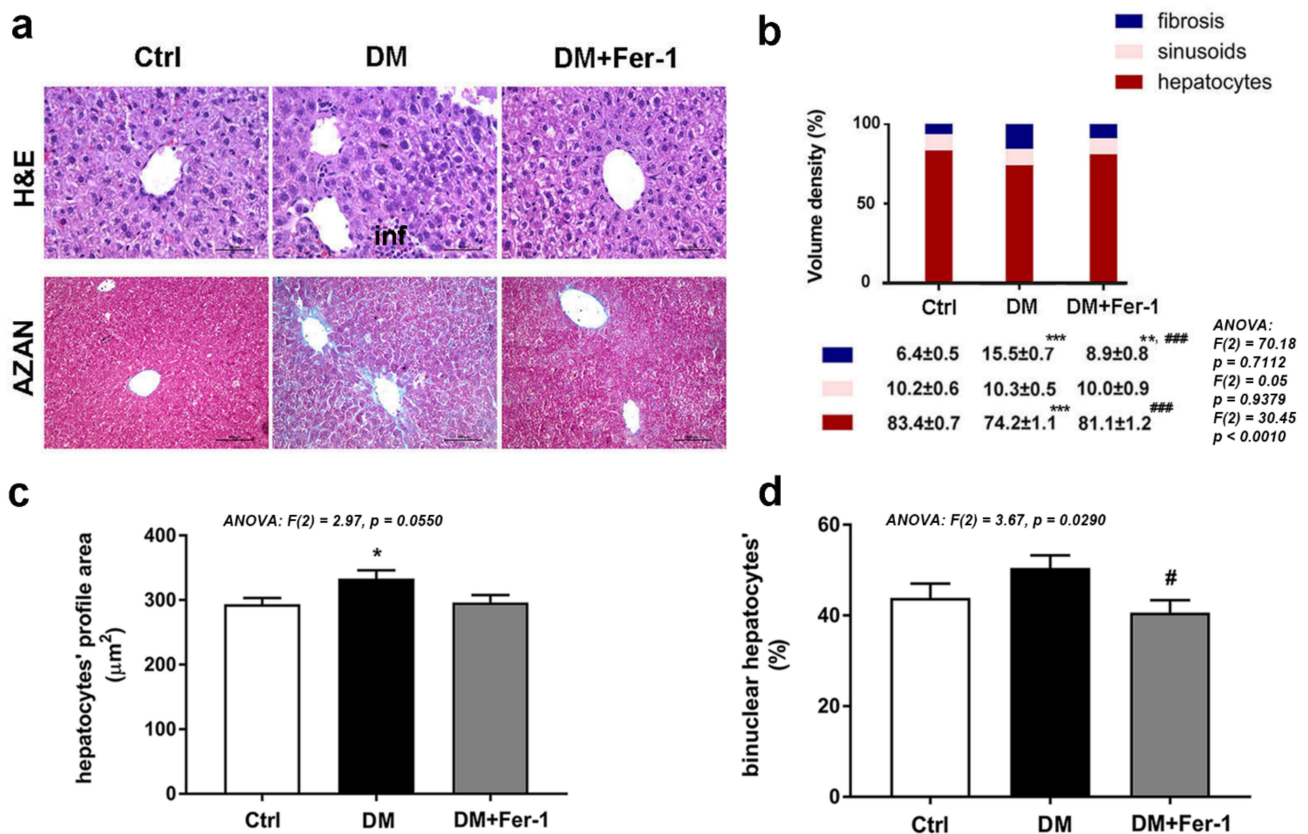 a
Ctrl
DM
DM+Fer-1
H&E
inf
AZAN
b
fibrosis
sinusoids
hepatocytes
Volume density (%)
100
50
0
Ctrl
DM
DM+Fer-1
6.4±0.5 15.5±0.7*** 8.9±0.8**, ###
10.2±0.6 10.3±0.5 10.0±0.9
83.4±0.7 74.2±1.1*** 81.1±1.2###
ANOVA:
F(2) = 70.18
p = 0.7112
F(2) = 0.05
p = 0.9379
F(2) = 30.45
p < 0.0010
c
ANOVA: F(2) = 2.97, p = 0.0550
hepatocytes' profile area
(μm²)
400
300
200
100
0
*
Ctrl
DM
DM+Fer-1
d
ANOVA: F(2) = 3.67, p = 0.0290
binuclear hepatocytes'
(%)
60
40
20
0
#
Ctrl
DM
DM+Fer-1